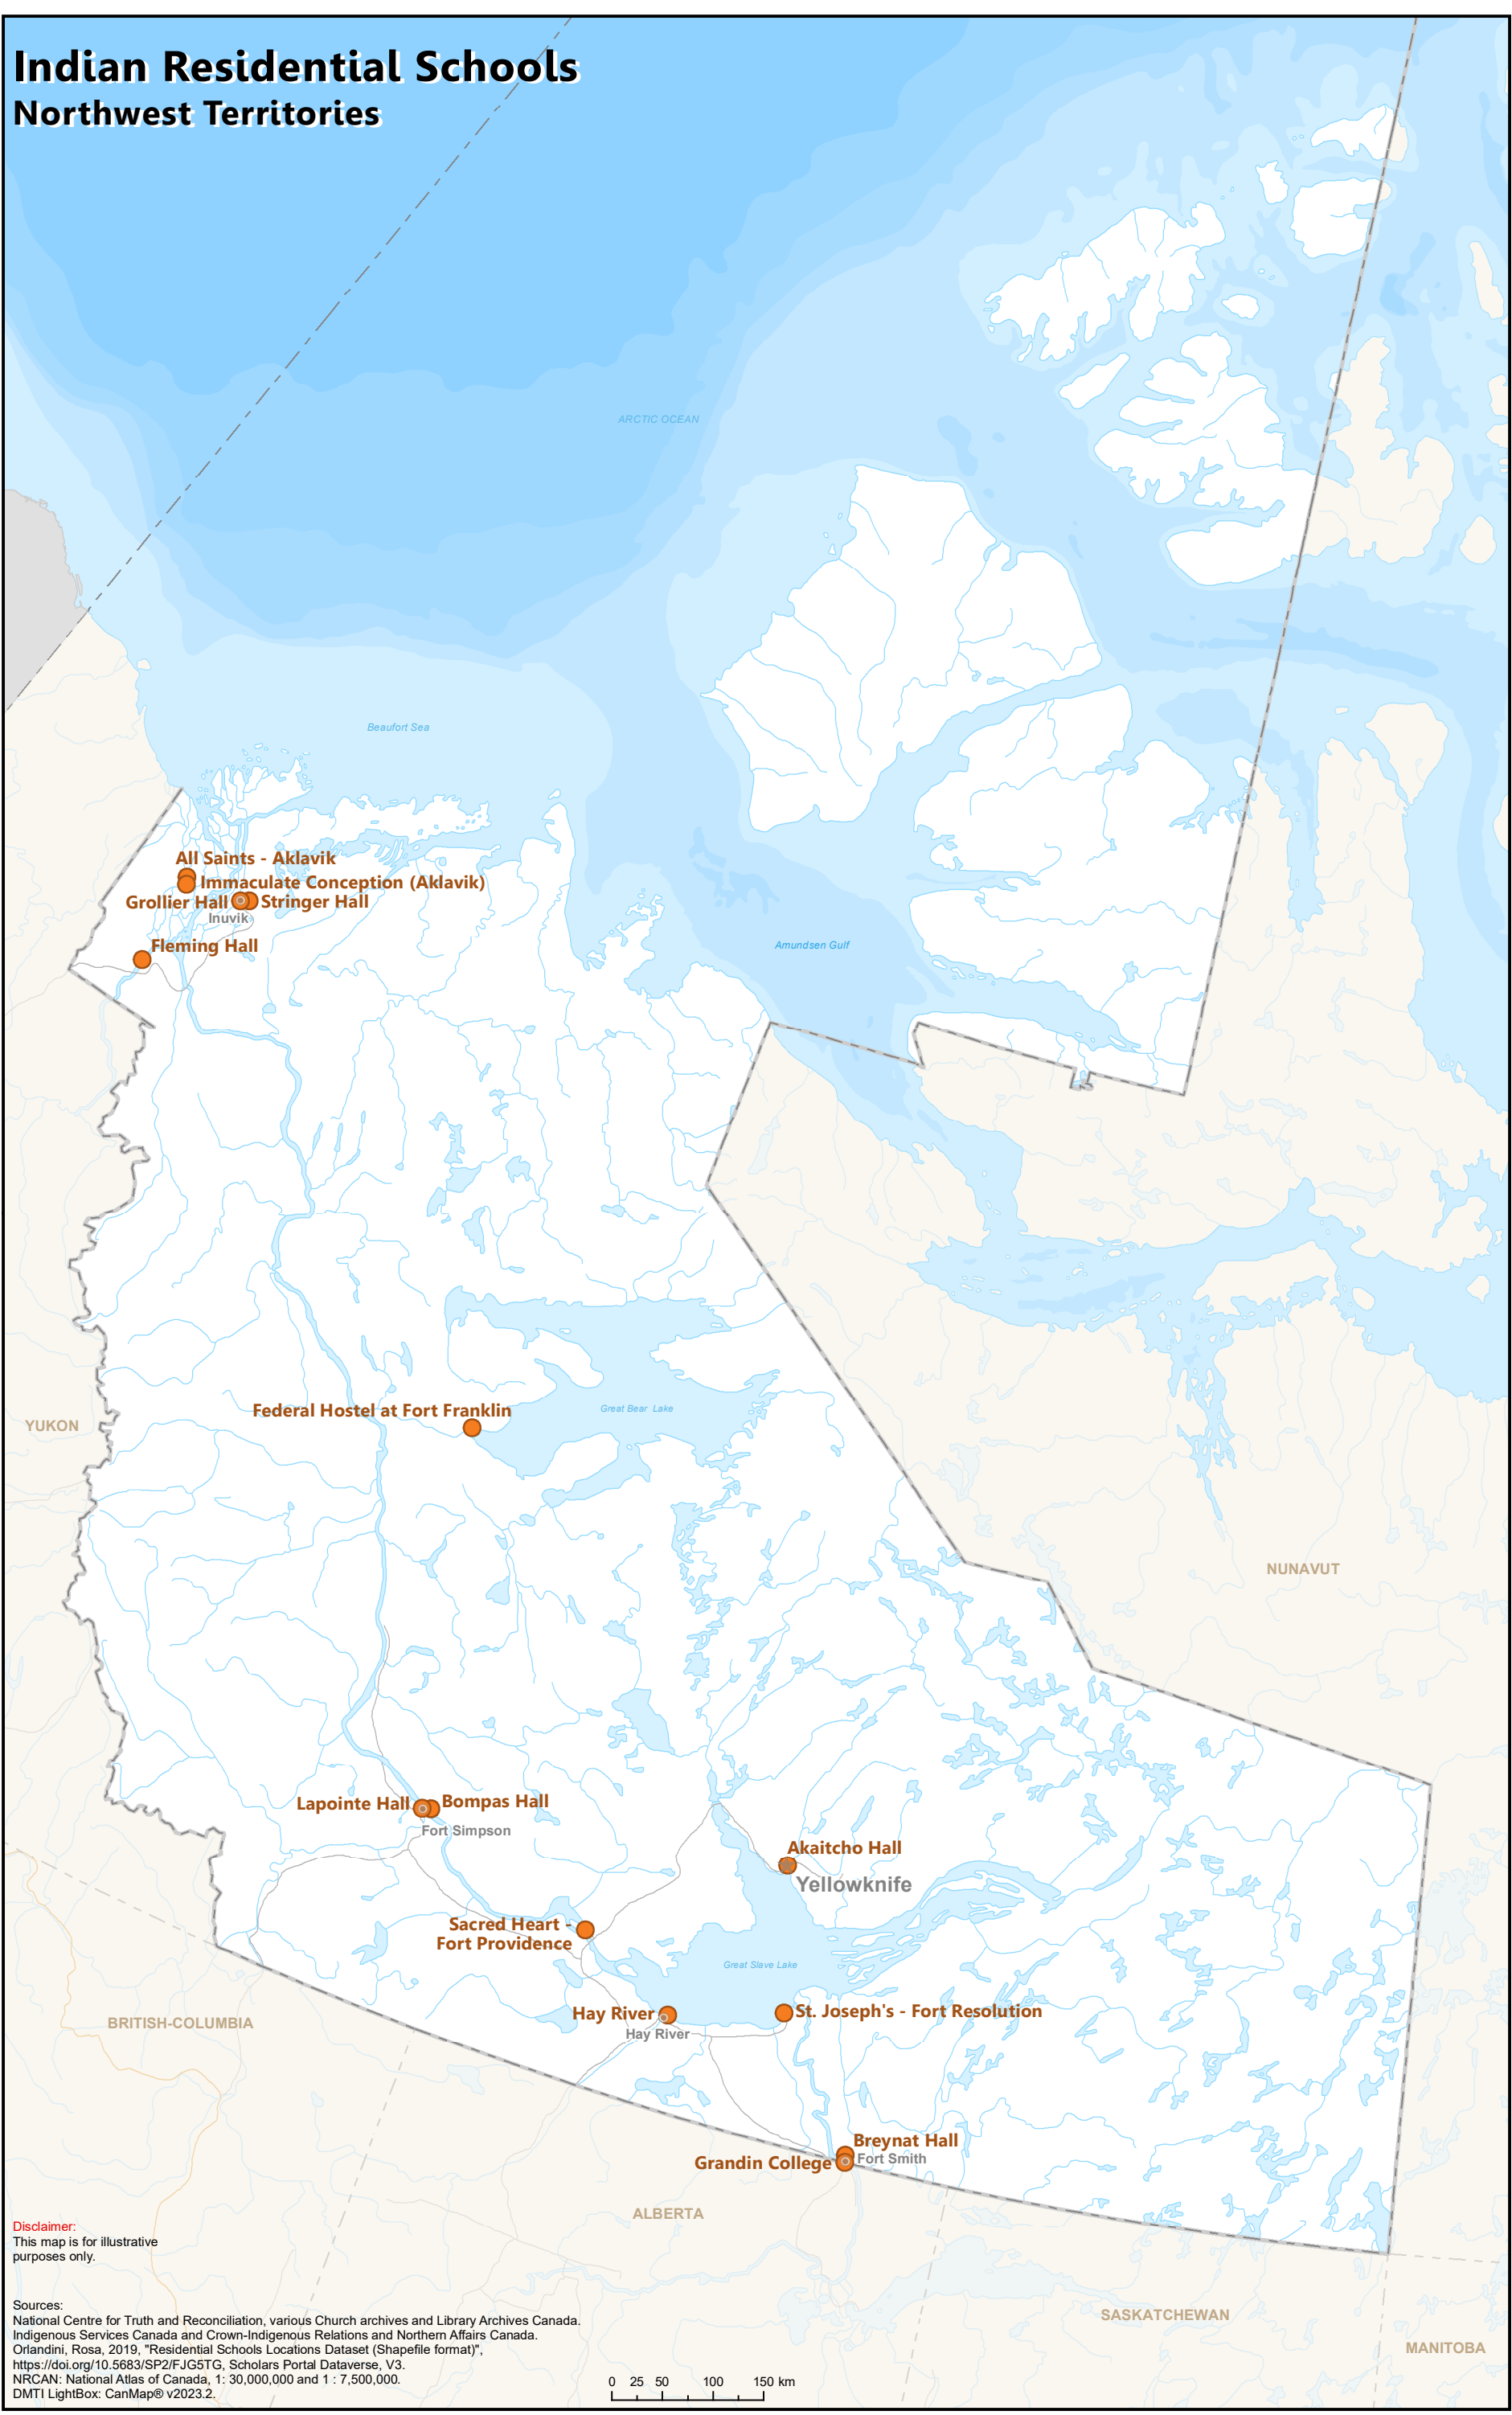 Indian Residential Schools
Northwest Territories
ARCTIC OCEAN
Beaufort Sea
All Saints - Aklavik
Immaculate Conception (Aklavik)
Grollier Hall
Stringer Hall
Inuvik
Fleming Hall
Amundsen Gulf
Federal Hostel at Fort Franklin
Great Bear Lake
YUKON
NUNAVUT
Lapointe Hall
Bompas Hall
Fort Simpson
Akaitcho Hall
Yellowknife
Sacred Heart -
Fort Providence
Great Slave Lake
Hay River
St. Joseph's - Fort Resolution
Hay River
BRITISH-COLUMBIA
Breynat Hall
Fort Smith
Grandin College
ALBERTA
SASKATCHEWAN
MANITOBA
Disclaimer:
This map is for illustrative
purposes only.
Sources:
National Centre for Truth and Reconciliation, various Church archives and Library Archives Canada.
Indigenous Services Canada and Crown-Indigenous Relations and Northern Affairs Canada.
Orlandini, Rosa, 2019, "Residential Schools Locations Dataset (Shapefile format)",
https://doi.org/10.5683/SP2/FJG5TG, Scholars Portal Dataverse, V3.
NRCAN: National Atlas of Canada, 1: 30,000,000 and 1 : 7,500,000.
DMTI LightBox: CanMap® v2023.2.
0 25 50 100 150 km